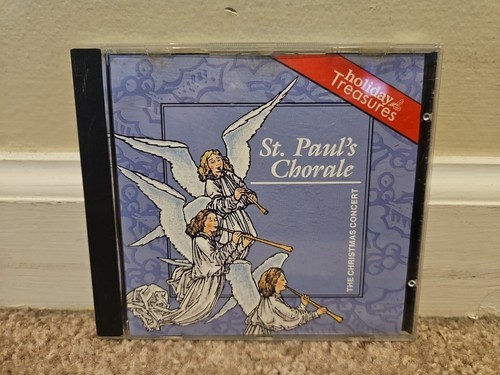 holiday
Treasures
St. Paul's
Chorale
THE CHRISTMAS CONCERT